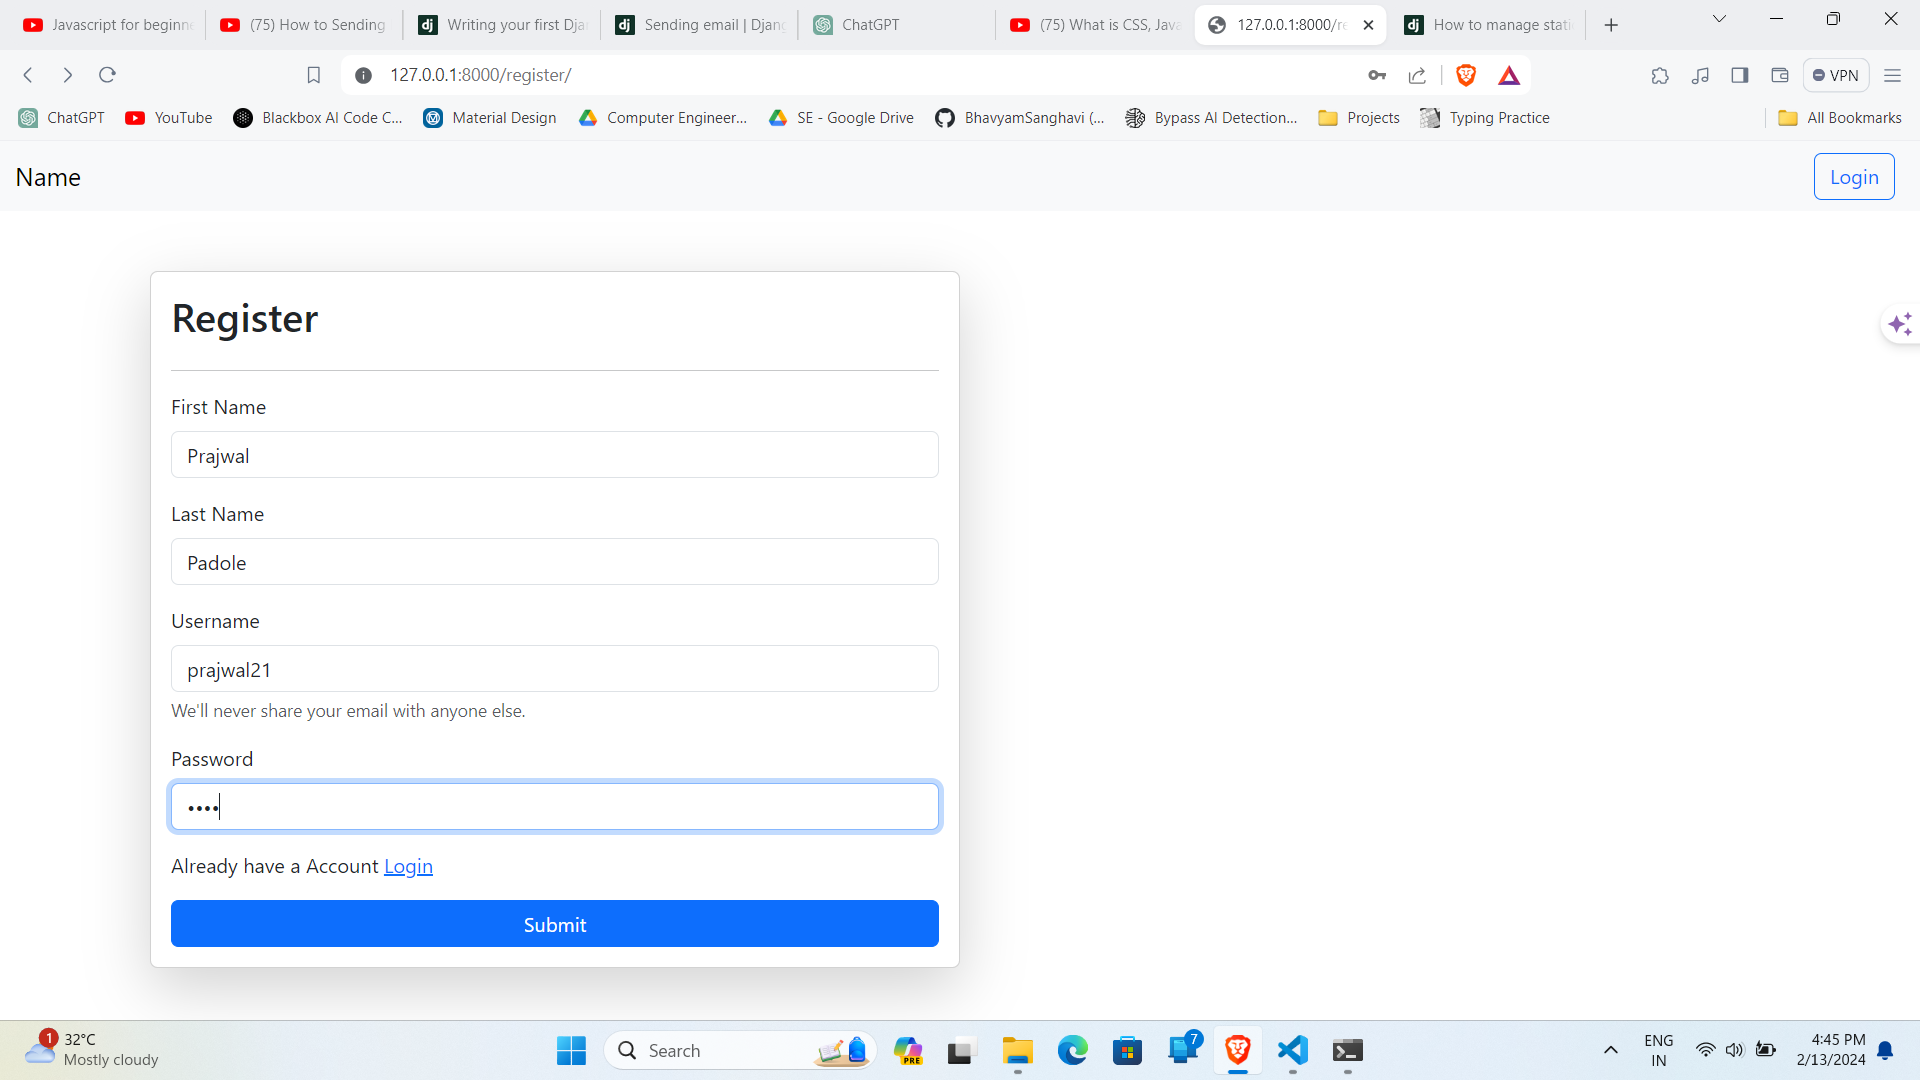 Javascript for beginne
(75) How to Sending
Writing your first Dja
Sending email | Djang
ChatGPT
(75) What is CSS, Java
127.0.0.1:8000/re
How to manage stati
127.0.0.1:8000/register/
VPN
ChatGPT
YouTube
Blackbox AI Code C...
Material Design
Computer Engineer...
SE - Google Drive
BhavyamSanghavi (...
Bypass AI Detection...
Projects
Typing Practice
All Bookmarks
Name
Login
Register
First Name
Prajwal
Last Name
Padole
Username
prajwal21
We'll never share your email with anyone else.
Password
••••
Already have a Account Login
Submit
1
32°C
Mostly cloudy
Search
PRE
7
ENG
IN
4:45 PM
2/13/2024